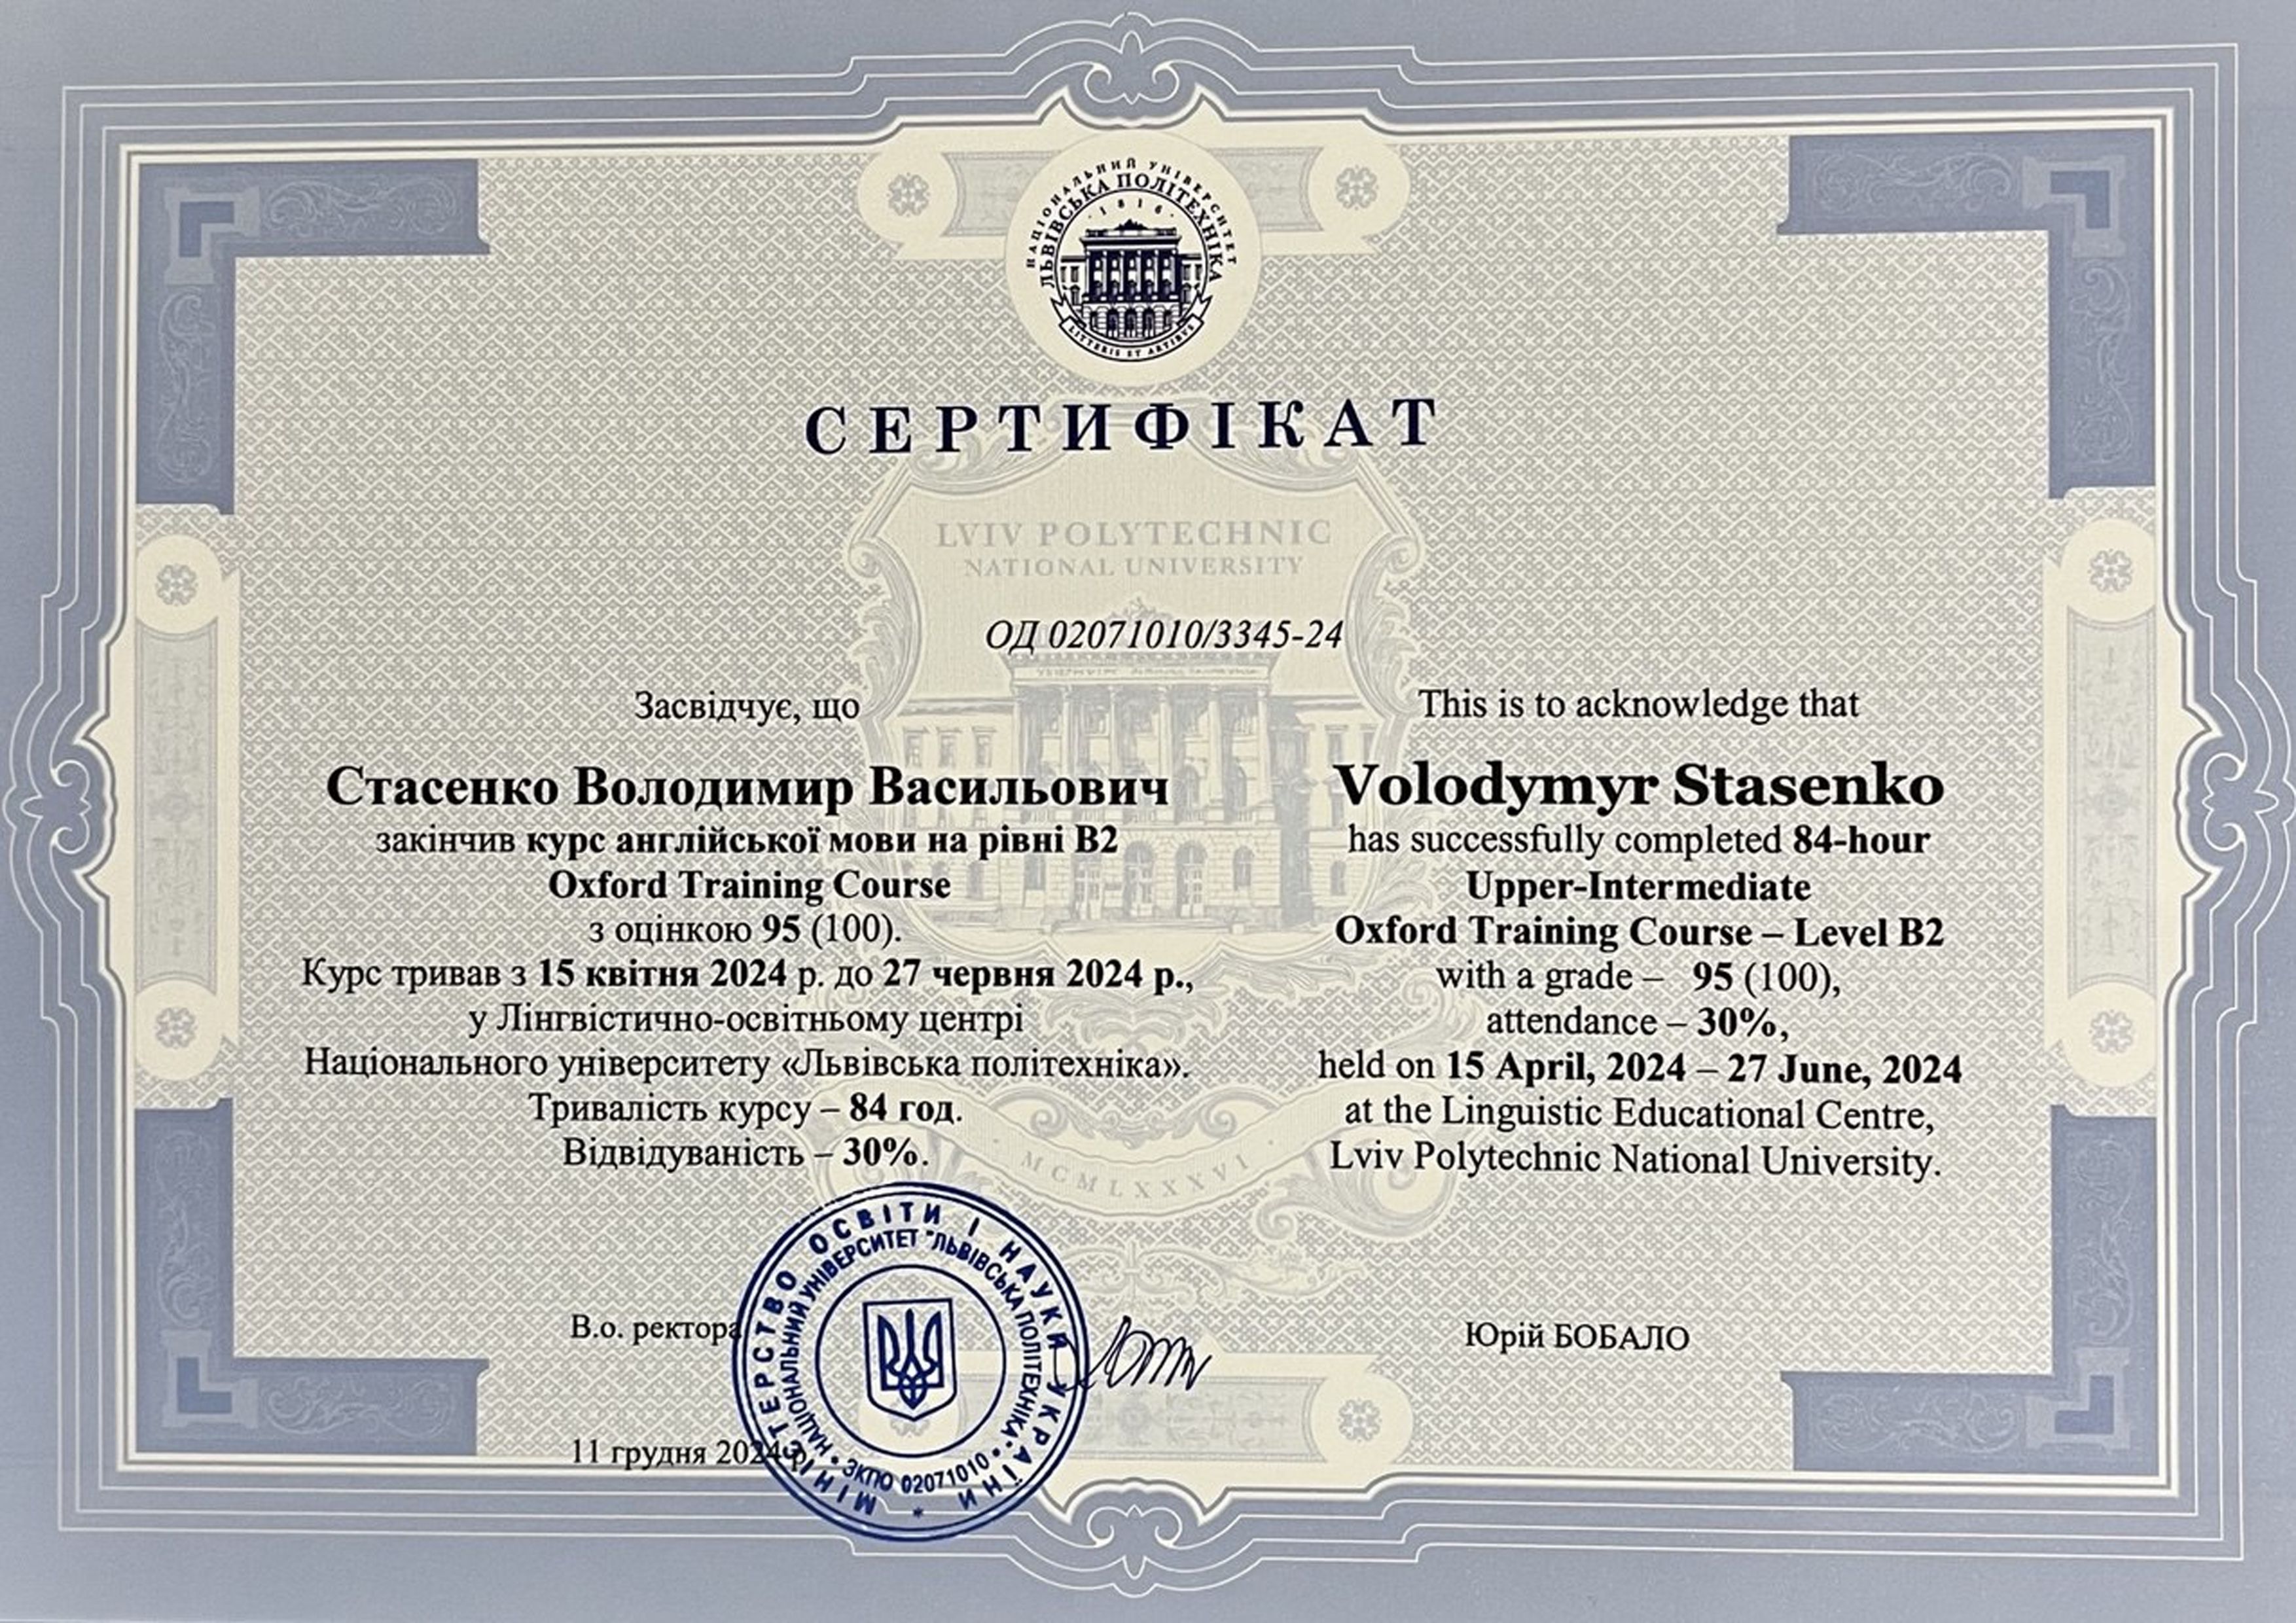 НАЦІОНАЛЬНИЙ УНІВЕРСИТЕТ
ЛЬВІВСЬКА ПОЛІТЕХНІКА
· 1816 ·
LITTERIS ET ARTIBUS
СЕРТИФІКАТ
LVIV POLYTECHNIC
NATIONAL UNIVERSITY
ОД 02071010/3345-24
Засвідчує, що
Стасенко Володимир Васильович
закінчив курс англійської мови на рівні В2
Oxford Training Course
з оцінкою 95 (100).
Курс тривав з 15 квітня 2024 р. до 27 червня 2024 р.,
у Лінгвістично-освітньому центрі
Національного університету «Львівська політехніка».
Тривалість курсу – 84 год.
Відвідуваність – 30%.
This is to acknowledge that
Volodymyr Stasenko
has successfully completed 84-hour
Upper-Intermediate
Oxford Training Course – Level B2
with a grade – 95 (100),
attendance – 30%,
held on 15 April, 2024 – 27 June, 2024
at the Linguistic Educational Centre,
Lviv Polytechnic National University.
· MCMLXXXVI ·
В.о. ректора
Юрій БОБАЛО
11 грудня 2024 р.
МІНІСТЕРСТВО ОСВІТИ І НАУКИ УКРАЇНИ *
НАЦІОНАЛЬНИЙ УНІВЕРСИТЕТ "ЛЬВІВСЬКА ПОЛІТЕХНІКА" • ЗКПО 02071010 •